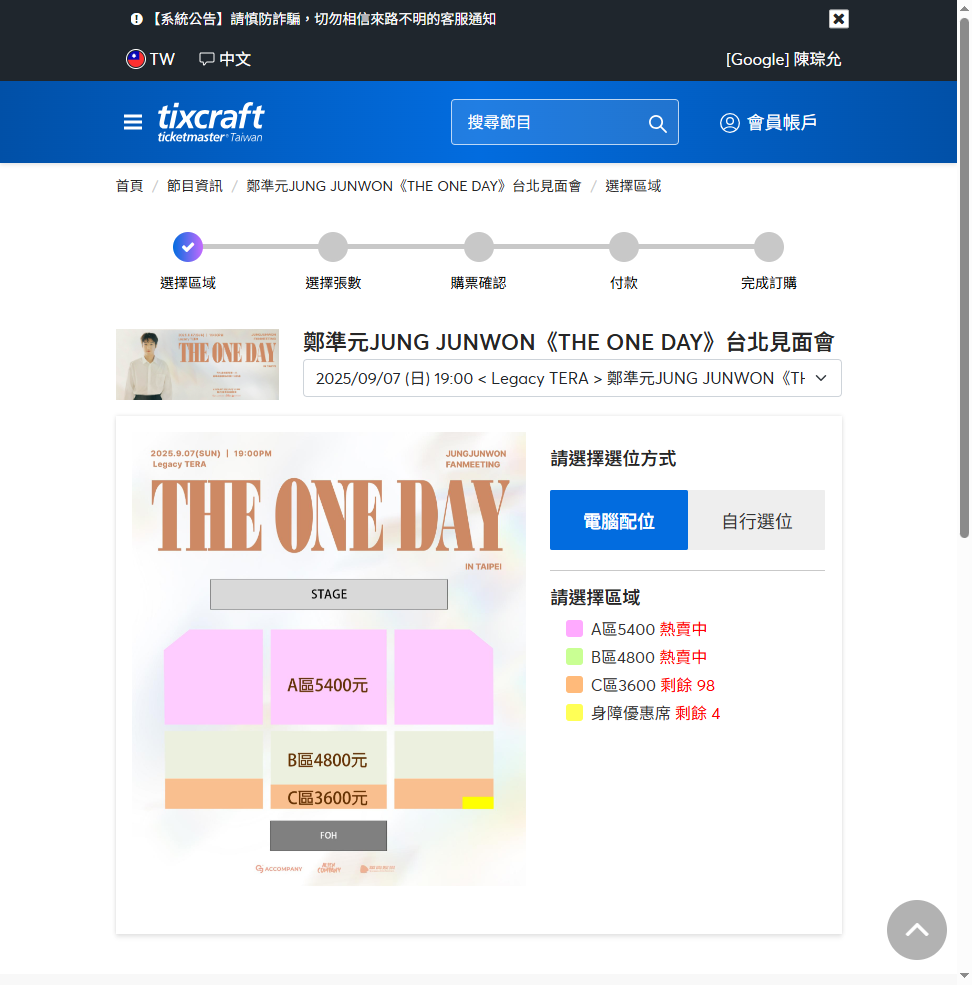 【系統公告】請慎防詐騙，切勿相信來路不明的客服通知
TW 中文 [Google] 陳琮允
tixcraft
ticketmaster® Taiwan
搜尋節目
會員帳戶
首頁 / 節目資訊 / 鄭準元JUNG JUNWON《THE ONE DAY》台北見面會 / 選擇區域
選擇區域 選擇張數 購票確認 付款 完成訂購
THE ONE DAY
鄭準元JUNG JUNWON《THE ONE DAY》台北見面會
2025/09/07 (日) 19:00 < Legacy TERA > 鄭準元JUNG JUNWON《TH
2025.9.07(SUN) | 19:00PM
Legacy TERA
JUNGJUNWON
FANMEETING
THE ONE DAY
IN TAIPEI
STAGE
A區5400元
B區4800元
C區3600元
FOH
ACCOMPANY
請選擇選位方式
電腦配位 自行選位
請選擇區域
A區5400 熱賣中
B區4800 熱賣中
C區3600 剩餘 98
身障優惠席 剩餘 4